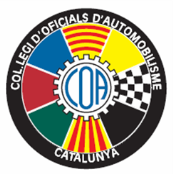 COL.LEGI D'OFICIALS D'AUTOMOBILISME
COA
CATALUNYA